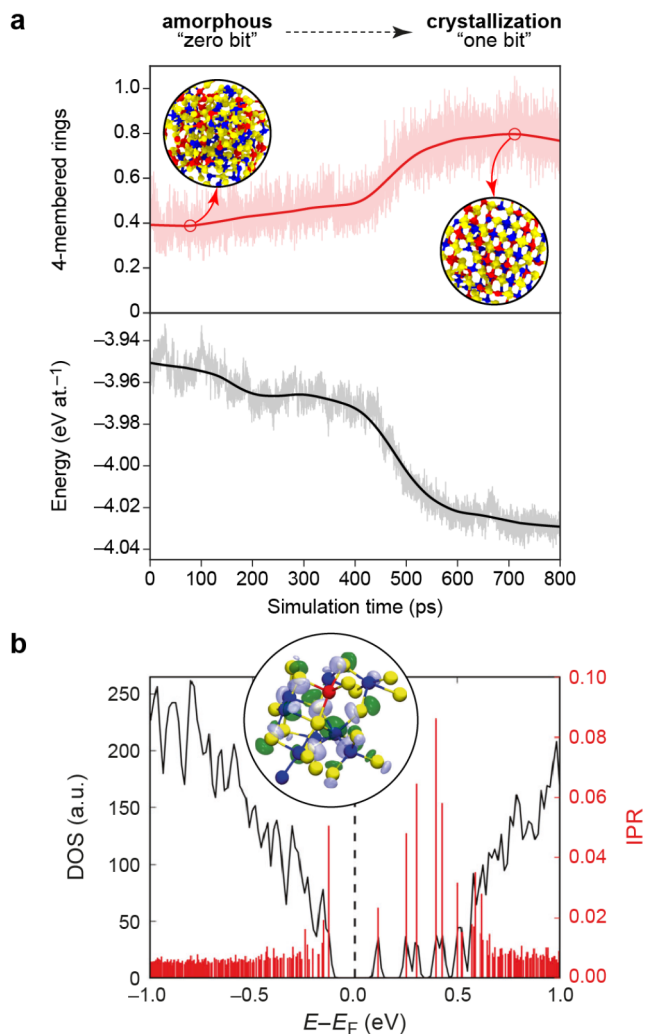 a
amorphous crystallization
“zero bit” “one bit”
4-membered rings
1.0
0.8
0.6
0.4
0.2
0
Energy (eV at.⁻¹)
−3.94
−3.96
−3.98
−4.00
−4.02
−4.04
0 100 200 300 400 500 600 700 800
Simulation time (ps)
b
DOS (a.u.)
250
200
150
100
50
0
IPR
0.10
0.08
0.06
0.04
0.02
0.00
−1.0 −0.5 0.0 0.5 1.0
E−E_F (eV)